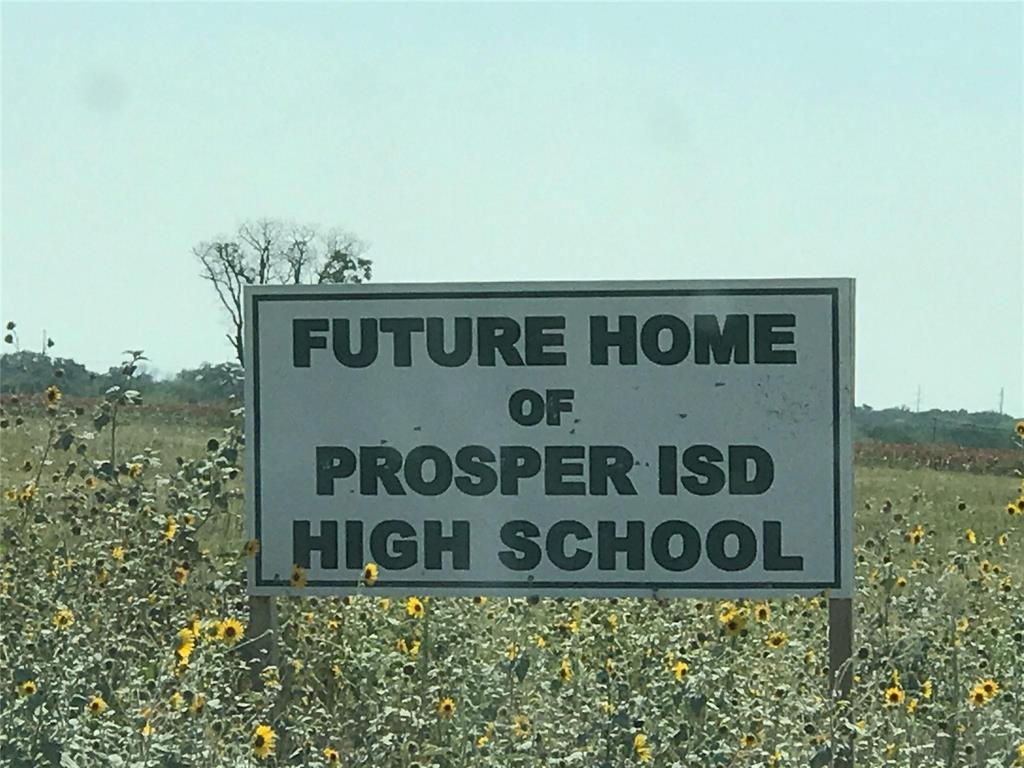 FUTURE HOME
OF
PROSPER ISD
HIGH SCHOOL